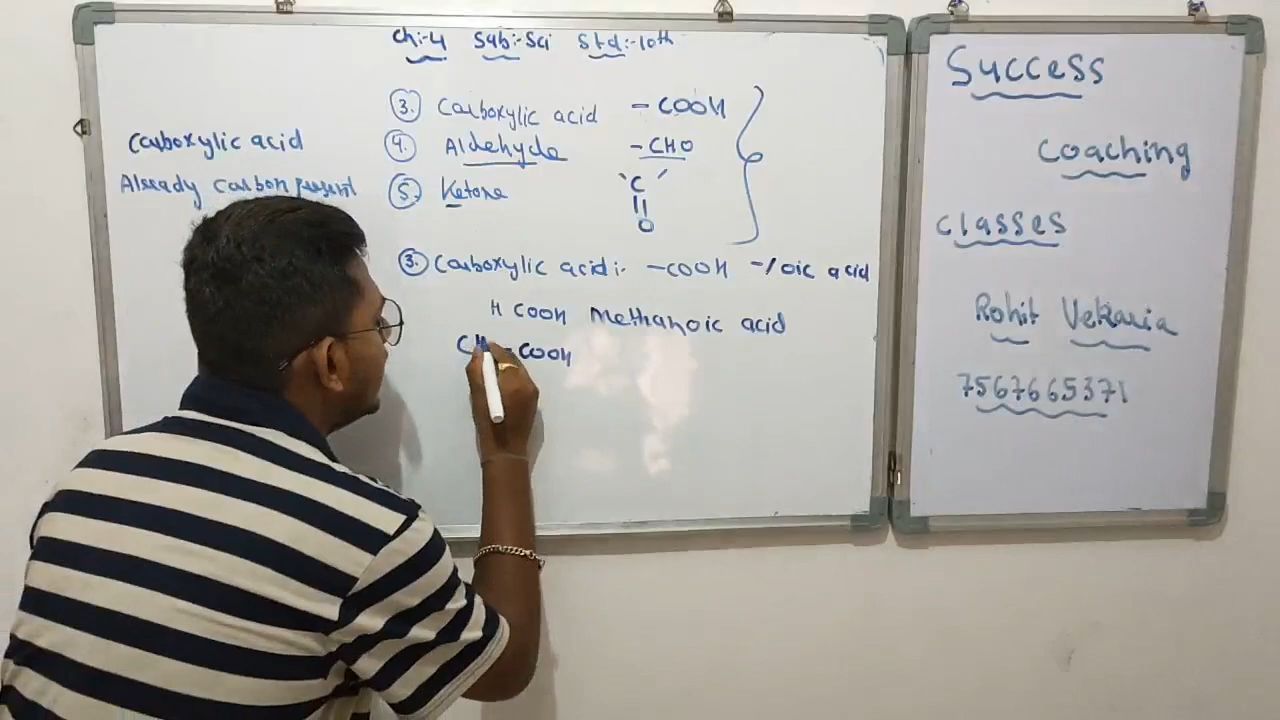 Ch:-4 Sub:-Sci Std:-10th
Carboxylic acid
Already carbon present
3. Carboxylic acid -COOH
4. Aldehyde -CHO
5. Ketone C
O
3. Carboxylic acid:- -COOH -/oic acid
H COOH Methanoic acid
CH - COOH
Success
Coaching
Classes
Rohit Vekaria
7567665371